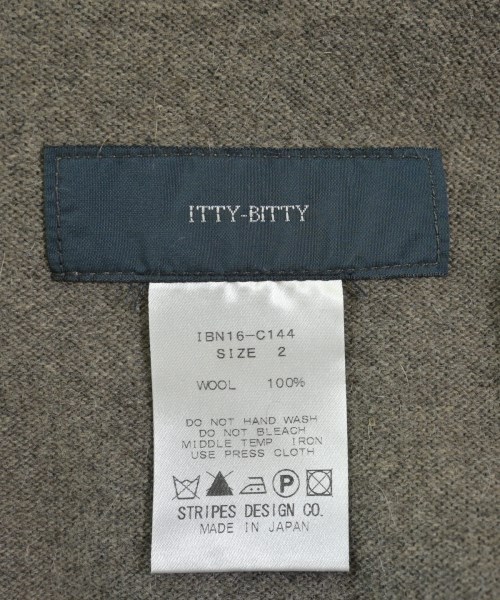 ITTY-BITTY
IBN16-C144
SIZE 2
WOOL 100%
DO NOT HAND WASH
DO NOT BLEACH
MIDDLE TEMP IRON
USE PRESS CLOTH
P
STRIPES DESIGN CO.
MADE IN JAPAN